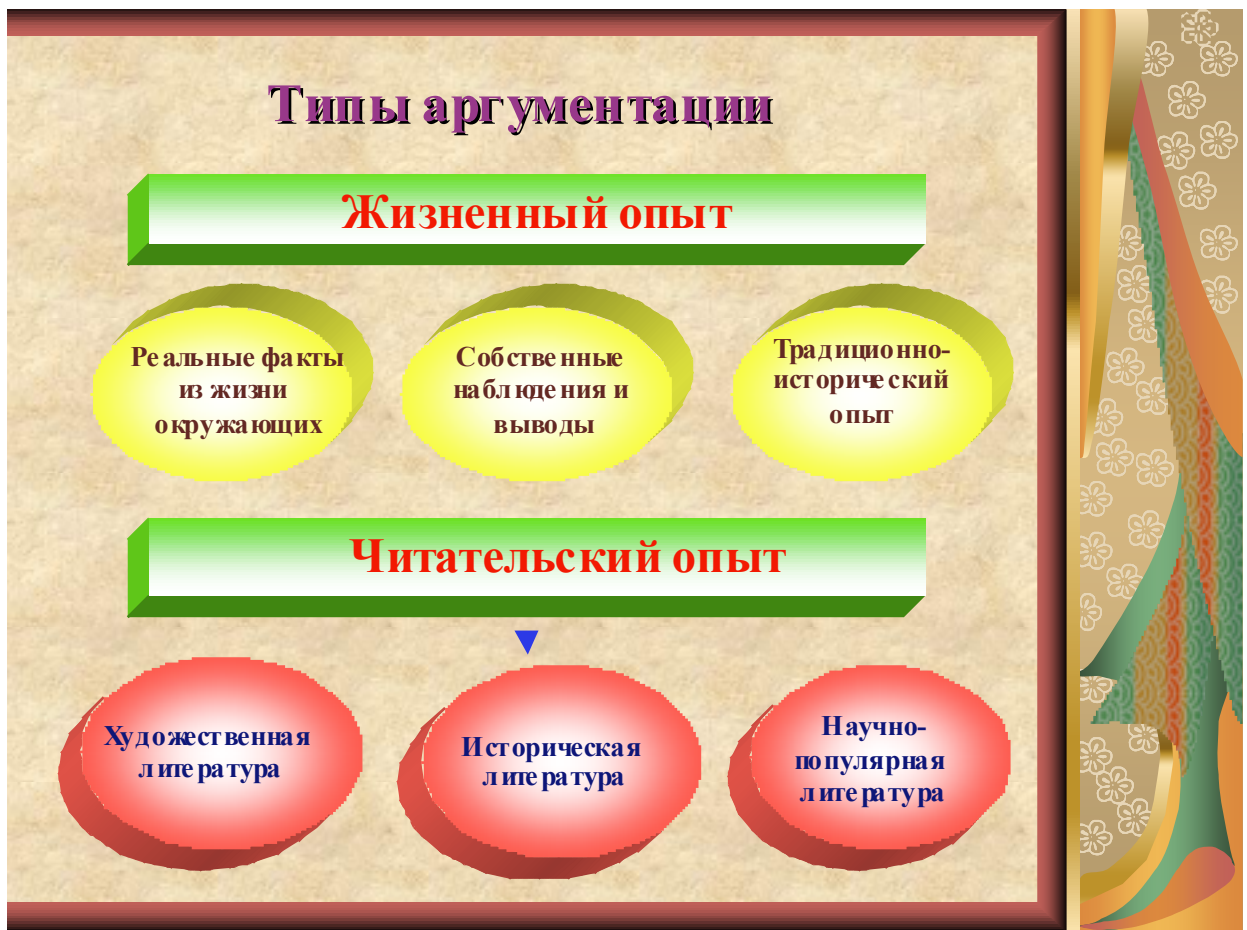 Типы аргументации
Жизненный опыт
Реальные факты
из жизни
окружающих
Собственные
наблюдения и
выводы
Традиционно-
исторический
опыт
Читательский опыт
Художественная
литература
Историческая
литература
Научно-
популярная
литература